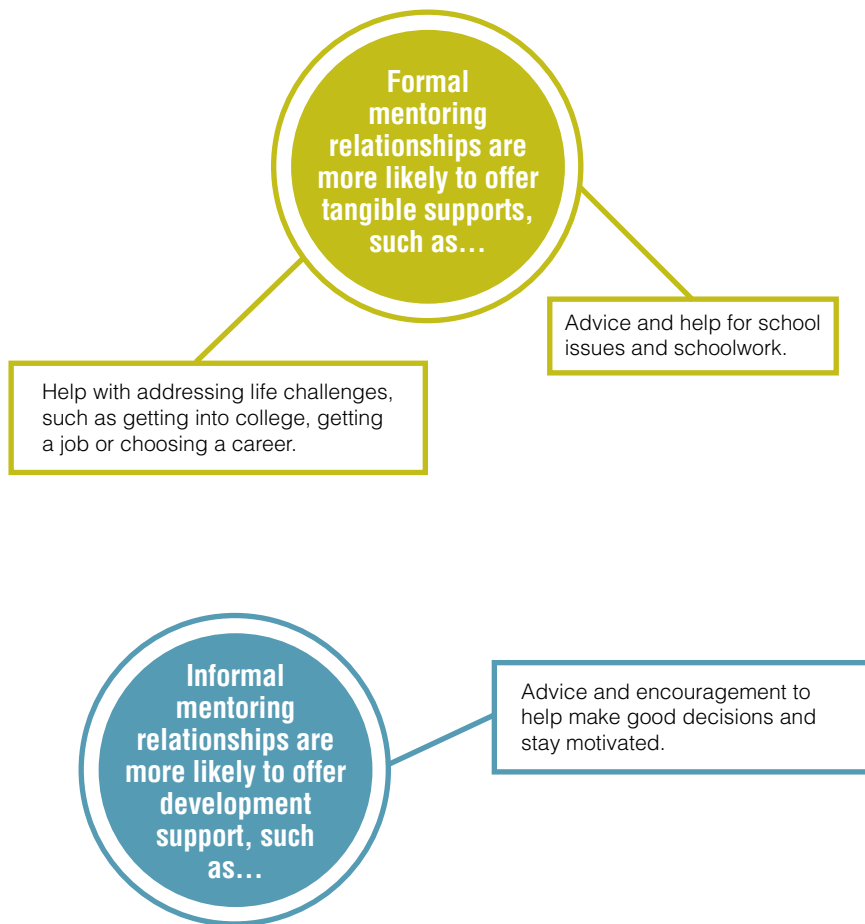 Formal
mentoring
relationships are
more likely to offer
tangible supports,
such as...
Advice and help for school
issues and schoolwork.
Help with addressing life challenges,
such as getting into college, getting
a job or choosing a career.
Informal
mentoring
relationships are
more likely to offer
development
support, such
as...
Advice and encouragement to
help make good decisions and
stay motivated.